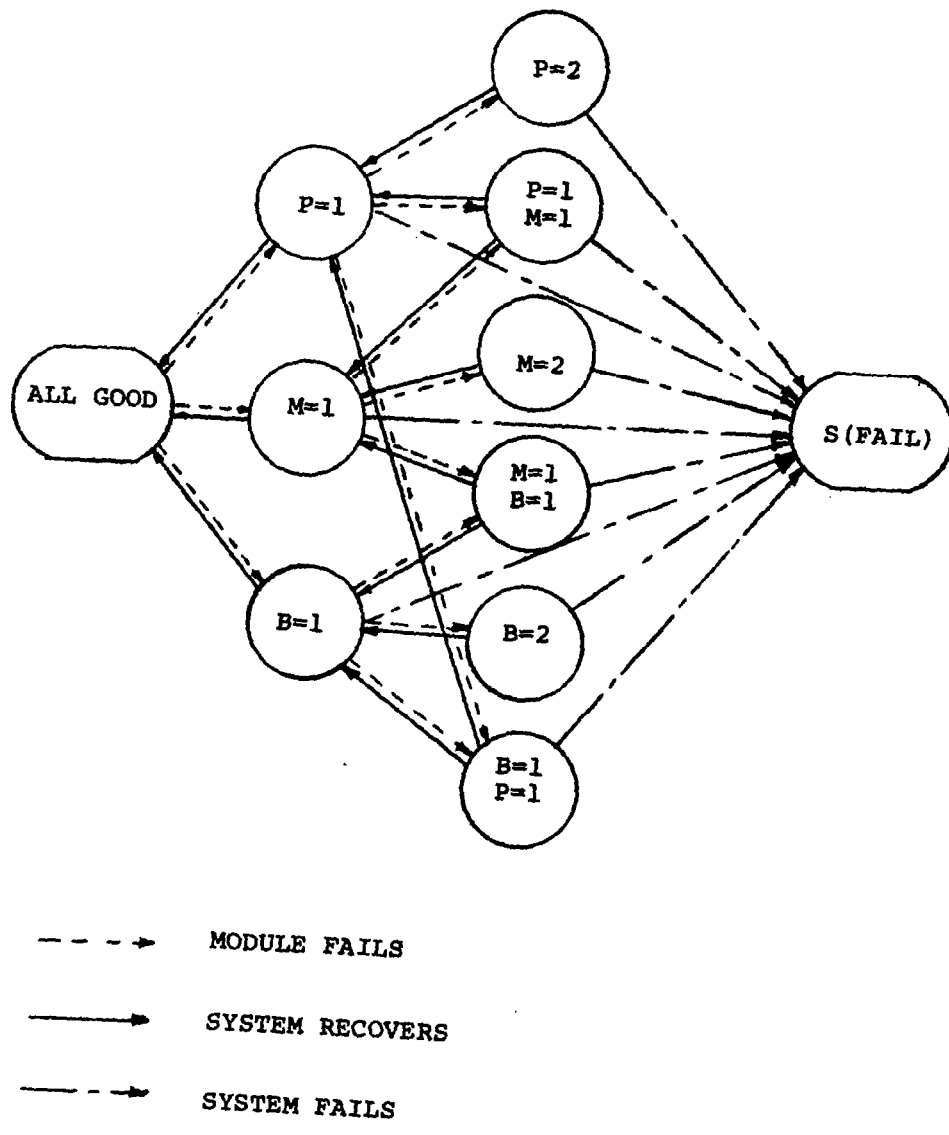 P=2
P=1
P=1
M=1
M=2
ALL GOOD
M=1
S(FAIL)
M=1
B=1
B=1
B=2
B=1
P=1
MODULE FAILS
SYSTEM RECOVERS
SYSTEM FAILS